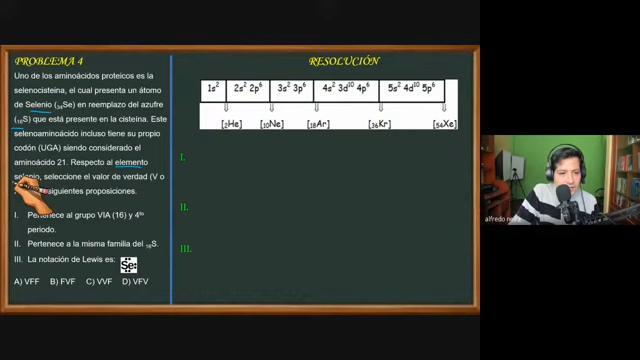 PROBLEMA 4
Uno de los aminoácidos proteicos es la
selenocisteina, el cual presenta un átomo
de Selenio (₃₄Se) en reemplazo del azufre
(₁₆S) que está presente en la cisteina. Este
selenoaminoácido incluso tiene su propio
codón (UGA) siendo considerado el
aminoácido 21. Respecto al elemento
selenio, seleccione el valor de verdad (V o
siguientes proposiciones.
I. Pertenece al grupo VIA (16) y 4ᵗᵒ
periodo.
II. Pertenece a la misma familia del ₁₆S.
III. La notación de Lewis es: Se
A) VFF B) FVF C) VVF D) VFV
RESOLUCIÓN
1s² 2s² 2p⁶ 3s² 3p⁶ 4s² 3d¹⁰ 4p⁶ 5s² 4d¹⁰ 5p⁶
[₂He] [₁₀Ne] [₁₈Ar] [₃₆Kr] [₅₄Xe]
I.
II.
III.